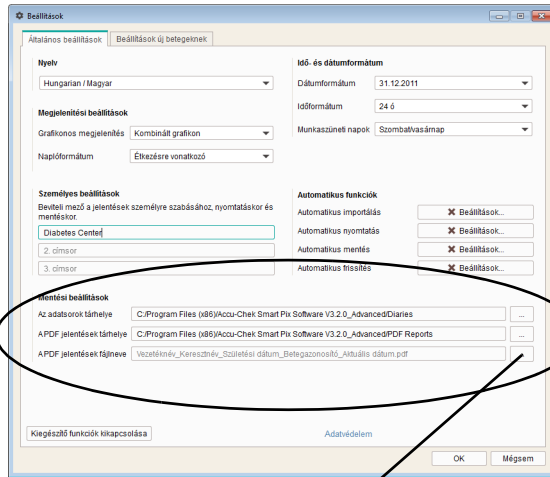 Beállítások
Általános beállítások
Beállítások új betegeknek
Nyelv
Hungarian / Magyar
Megjelenítési beállítások
Grafikonos megjelenítés Kombinált grafikon
Naplóformátum Étkezésre vonatkozó
Idő- és dátumformátum
Dátumformátum 31.12.2011
Időformátum 24 ó
Munkaszüneti napok Szombat/vasárnap
Személyes beállítások
Beviteli mező a jelentések személyre szabásához, nyomtatáskor és
mentéskor.
Diabetes Center
2. címsor
3. címsor
Automatikus funkciók
Automatikus importálás Beállítások...
Automatikus nyomtatás Beállítások...
Automatikus mentés Beállítások...
Automatikus frissítés Beállítások...
Mentési beállítások
Az adatsorok tárhelye C:/Program Files (x86)/Accu-Chek Smart Pix Software V3.2.0_Advanced/Diaries ...
A PDF jelentések tárhelye C:/Program Files (x86)/Accu-Chek Smart Pix Software V3.2.0_Advanced/PDF Reports ...
A PDF jelentések fájlneve Vezetéknév_Keresztnév_Születési dátum_Betegazonosító_Aktuális dátum.pdf
Kiegészítő funkciók kikapcsolása
Adatvédelem
OK
Mégsem